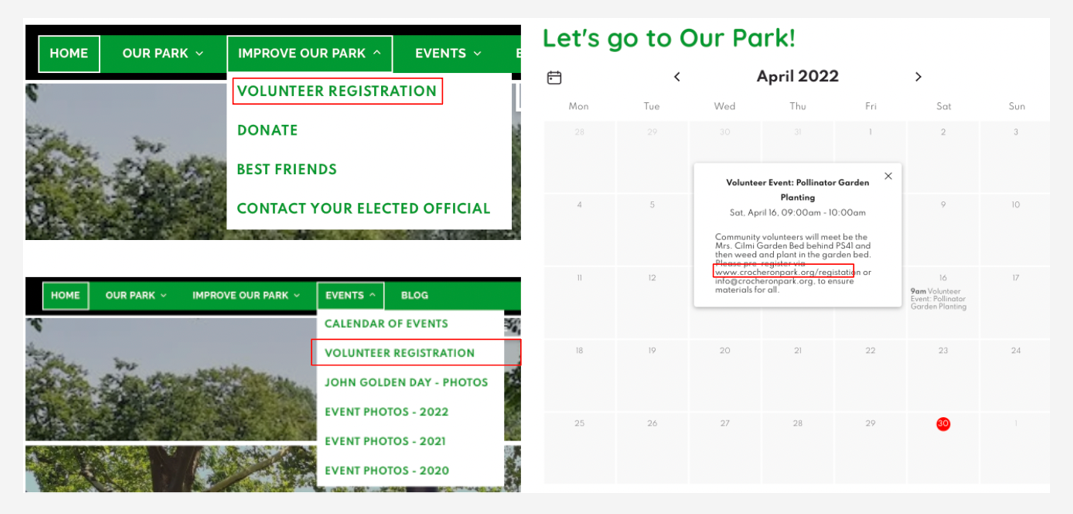 HOME OUR PARK IMPROVE OUR PARK EVENTS
VOLUNTEER REGISTRATION
DONATE
BEST FRIENDS
CONTACT YOUR ELECTED OFFICIAL
HOME OUR PARK IMPROVE OUR PARK EVENTS BLOG
CALENDAR OF EVENTS
VOLUNTEER REGISTRATION
JOHN GOLDEN DAY - PHOTOS
EVENT PHOTOS - 2022
EVENT PHOTOS - 2021
EVENT PHOTOS - 2020
Let's go to Our Park!
April 2022
Mon Tue Wed Thu Fri Sat Sun
28 29 30 31 1 2 3
Volunteer Event: Pollinator Garden
Planting
Sat, April 16, 09:00am - 10:00am
Community volunteers will meet be the
Mrs. Cilmi Garden Bed behind PS41 and
then weed and plant in the garden bed.
Please pre-register via
www.crocheronpark.org/registation or
info@crocheronpark.org, to ensure
materials for all.
4 5 9 10
11 12 16 17
9am Volunteer
Event: Pollinator
Garden Planting
18 19 20 21 22 23 24
25 26 27 28 29 30 1